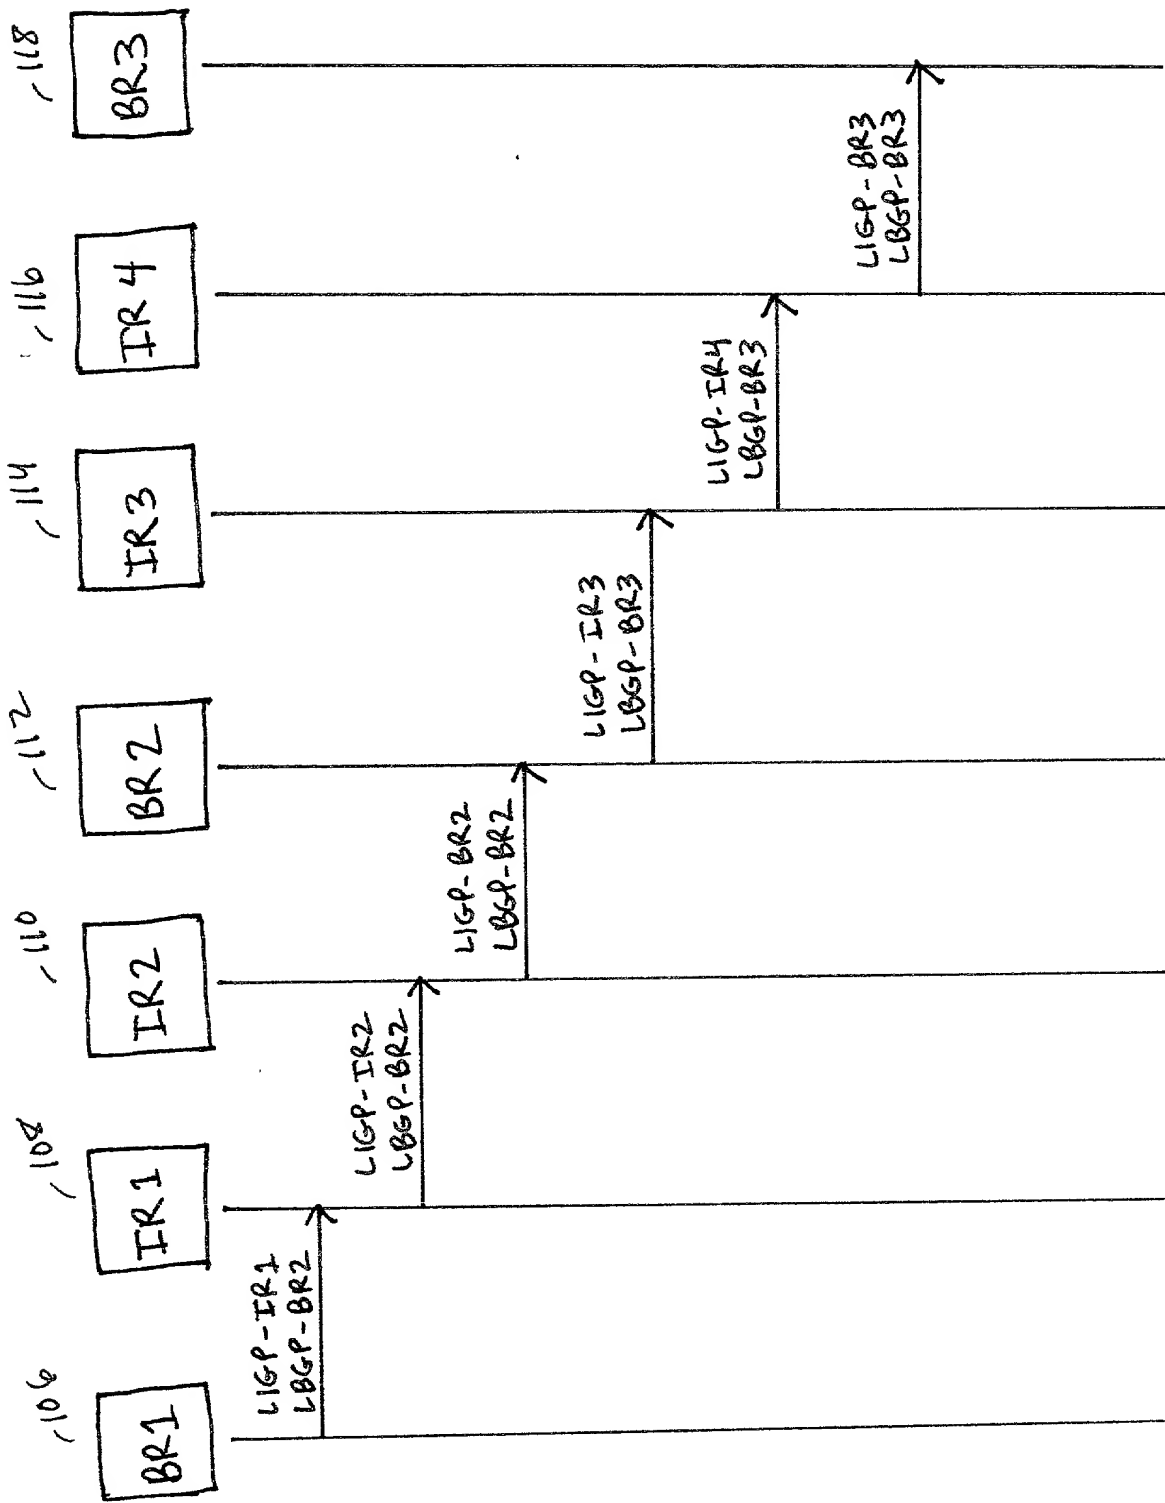 106
BR1
108
IR1
110
IR2
112
BR2
114
IR3
116
IR4
118
BR3
LIGP-IR1
LBGP-BR2
LIGP-IR2
LBGP-BR2
LIGP-BR2
LBGP-BR2
LIGP-IR3
LBGP-BR3
LIGP-IR4
LBGP-BR3
LIGP-BR3
LBGP-BR3